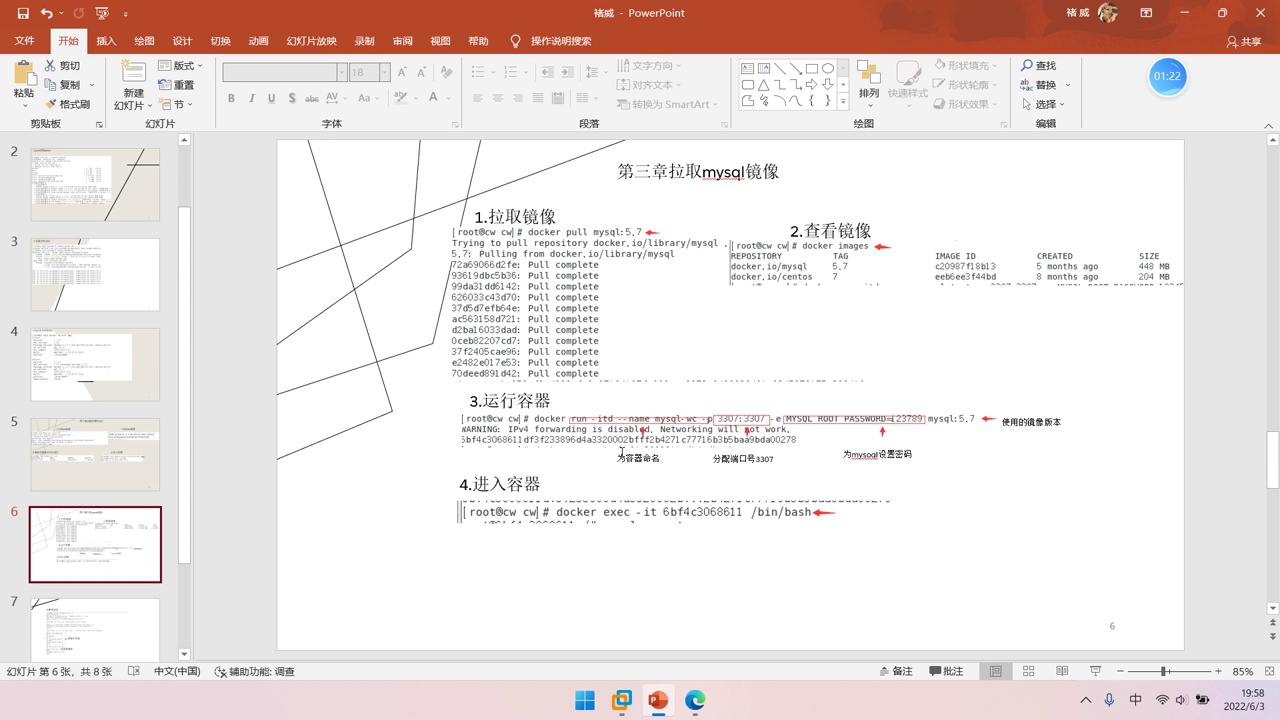 褚威 - PowerPoint
褚 威
文件 开始 插入 绘图 设计 切换 动画 幻灯片放映 录制 审阅 视图 帮助 操作说明搜索 共享
粘贴 剪切 复制 格式刷 剪贴板
新建 幻灯片 版式 重置 节 幻灯片
18 字体
文字方向 对齐文本 转换为 SmartArt 段落
排列 快速样式 形状填充 形状轮廓 形状效果 绘图
查找 替换 选择 编辑
01:22
2
3
4
5
6
7
第三章拉取mysql镜像
1.拉取镜像
[root@cw cw]# docker pull mysql:5.7
Trying to pull repository docker.io/library/mysql .
5.7: Pulling from docker.io/library/mysql
72a69066d2fe: Pull complete
93619dbc5b36: Pull complete
99da31dd6142: Pull complete
626033c43d70: Pull complete
37d5d7efb64e: Pull complete
ac563158d721: Pull complete
d2ba16033dad: Pull complete
0ceb82207cd7: Pull complete
37f2405cae96: Pull complete
e2482e017e53: Pull complete
70deed891d42: Pull complete
2.查看镜像
[root@cw cw]# docker images
REPOSITORY TAG IMAGE ID CREATED SIZE
docker.io/mysql 5.7 c20987f18b13 5 months ago 448 MB
docker.io/centos 7 eeb6ee3f44bd 8 months ago 204 MB
3.运行容器
[root@cw cw]# docker run -itd --name mysql-wc -p 3307:3307 -e MYSQL_ROOT_PASSWORD=123789 mysql:5.7
使用的镜像版本
WARNING: IPv4 forwarding is disabled. Networking will not work.
为容器命名
分配端口号3307
为mysoql设置密码
4.进入容器
[root@cw cw]# docker exec -it 6bf4c3068611 /bin/bash
6
幻灯片 第 6 张，共 8 张 中文(中国) 辅助功能: 调查 备注 批注 85%
中
19:58
2022/6/3